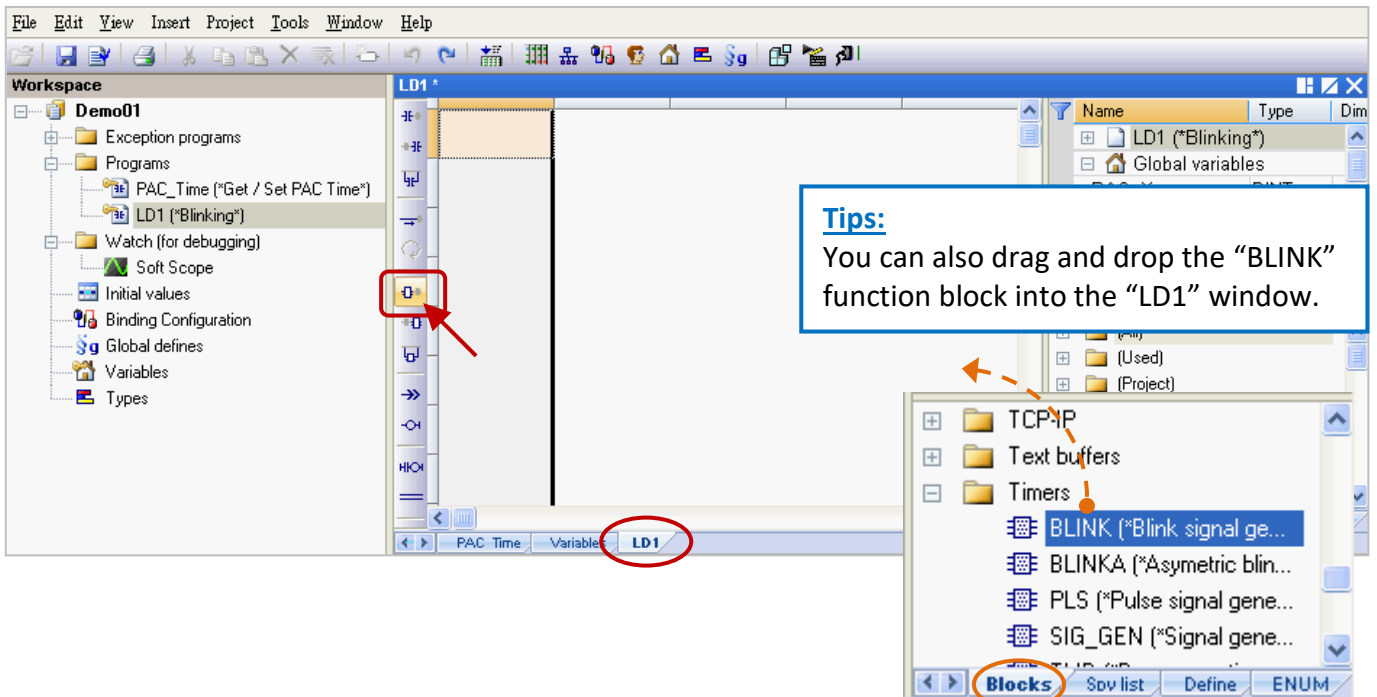 File Edit View Insert Project Tools Window Help
Workspace
LD1 *
Demo01
Exception programs
Programs
PAC_Time (*Get / Set PAC Time*)
LD1 (*Blinking*)
Watch (for debugging)
Soft Scope
Initial values
Binding Configuration
Global defines
Variables
Types
Name Type Dim
LD1 (*Blinking*)
Global variables
Tips:
You can also drag and drop the “BLINK”
function block into the “LD1” window.
(All)
(Used)
(Project)
TCP-IP
Text buffers
Timers
BLINK (*Blink signal ge...
BLINKA (*Asymetric blin...
PLS (*Pulse signal gene...
SIG_GEN (*Signal gene...
PAC Time Variables LD1
Blocks Spy list Define ENUM